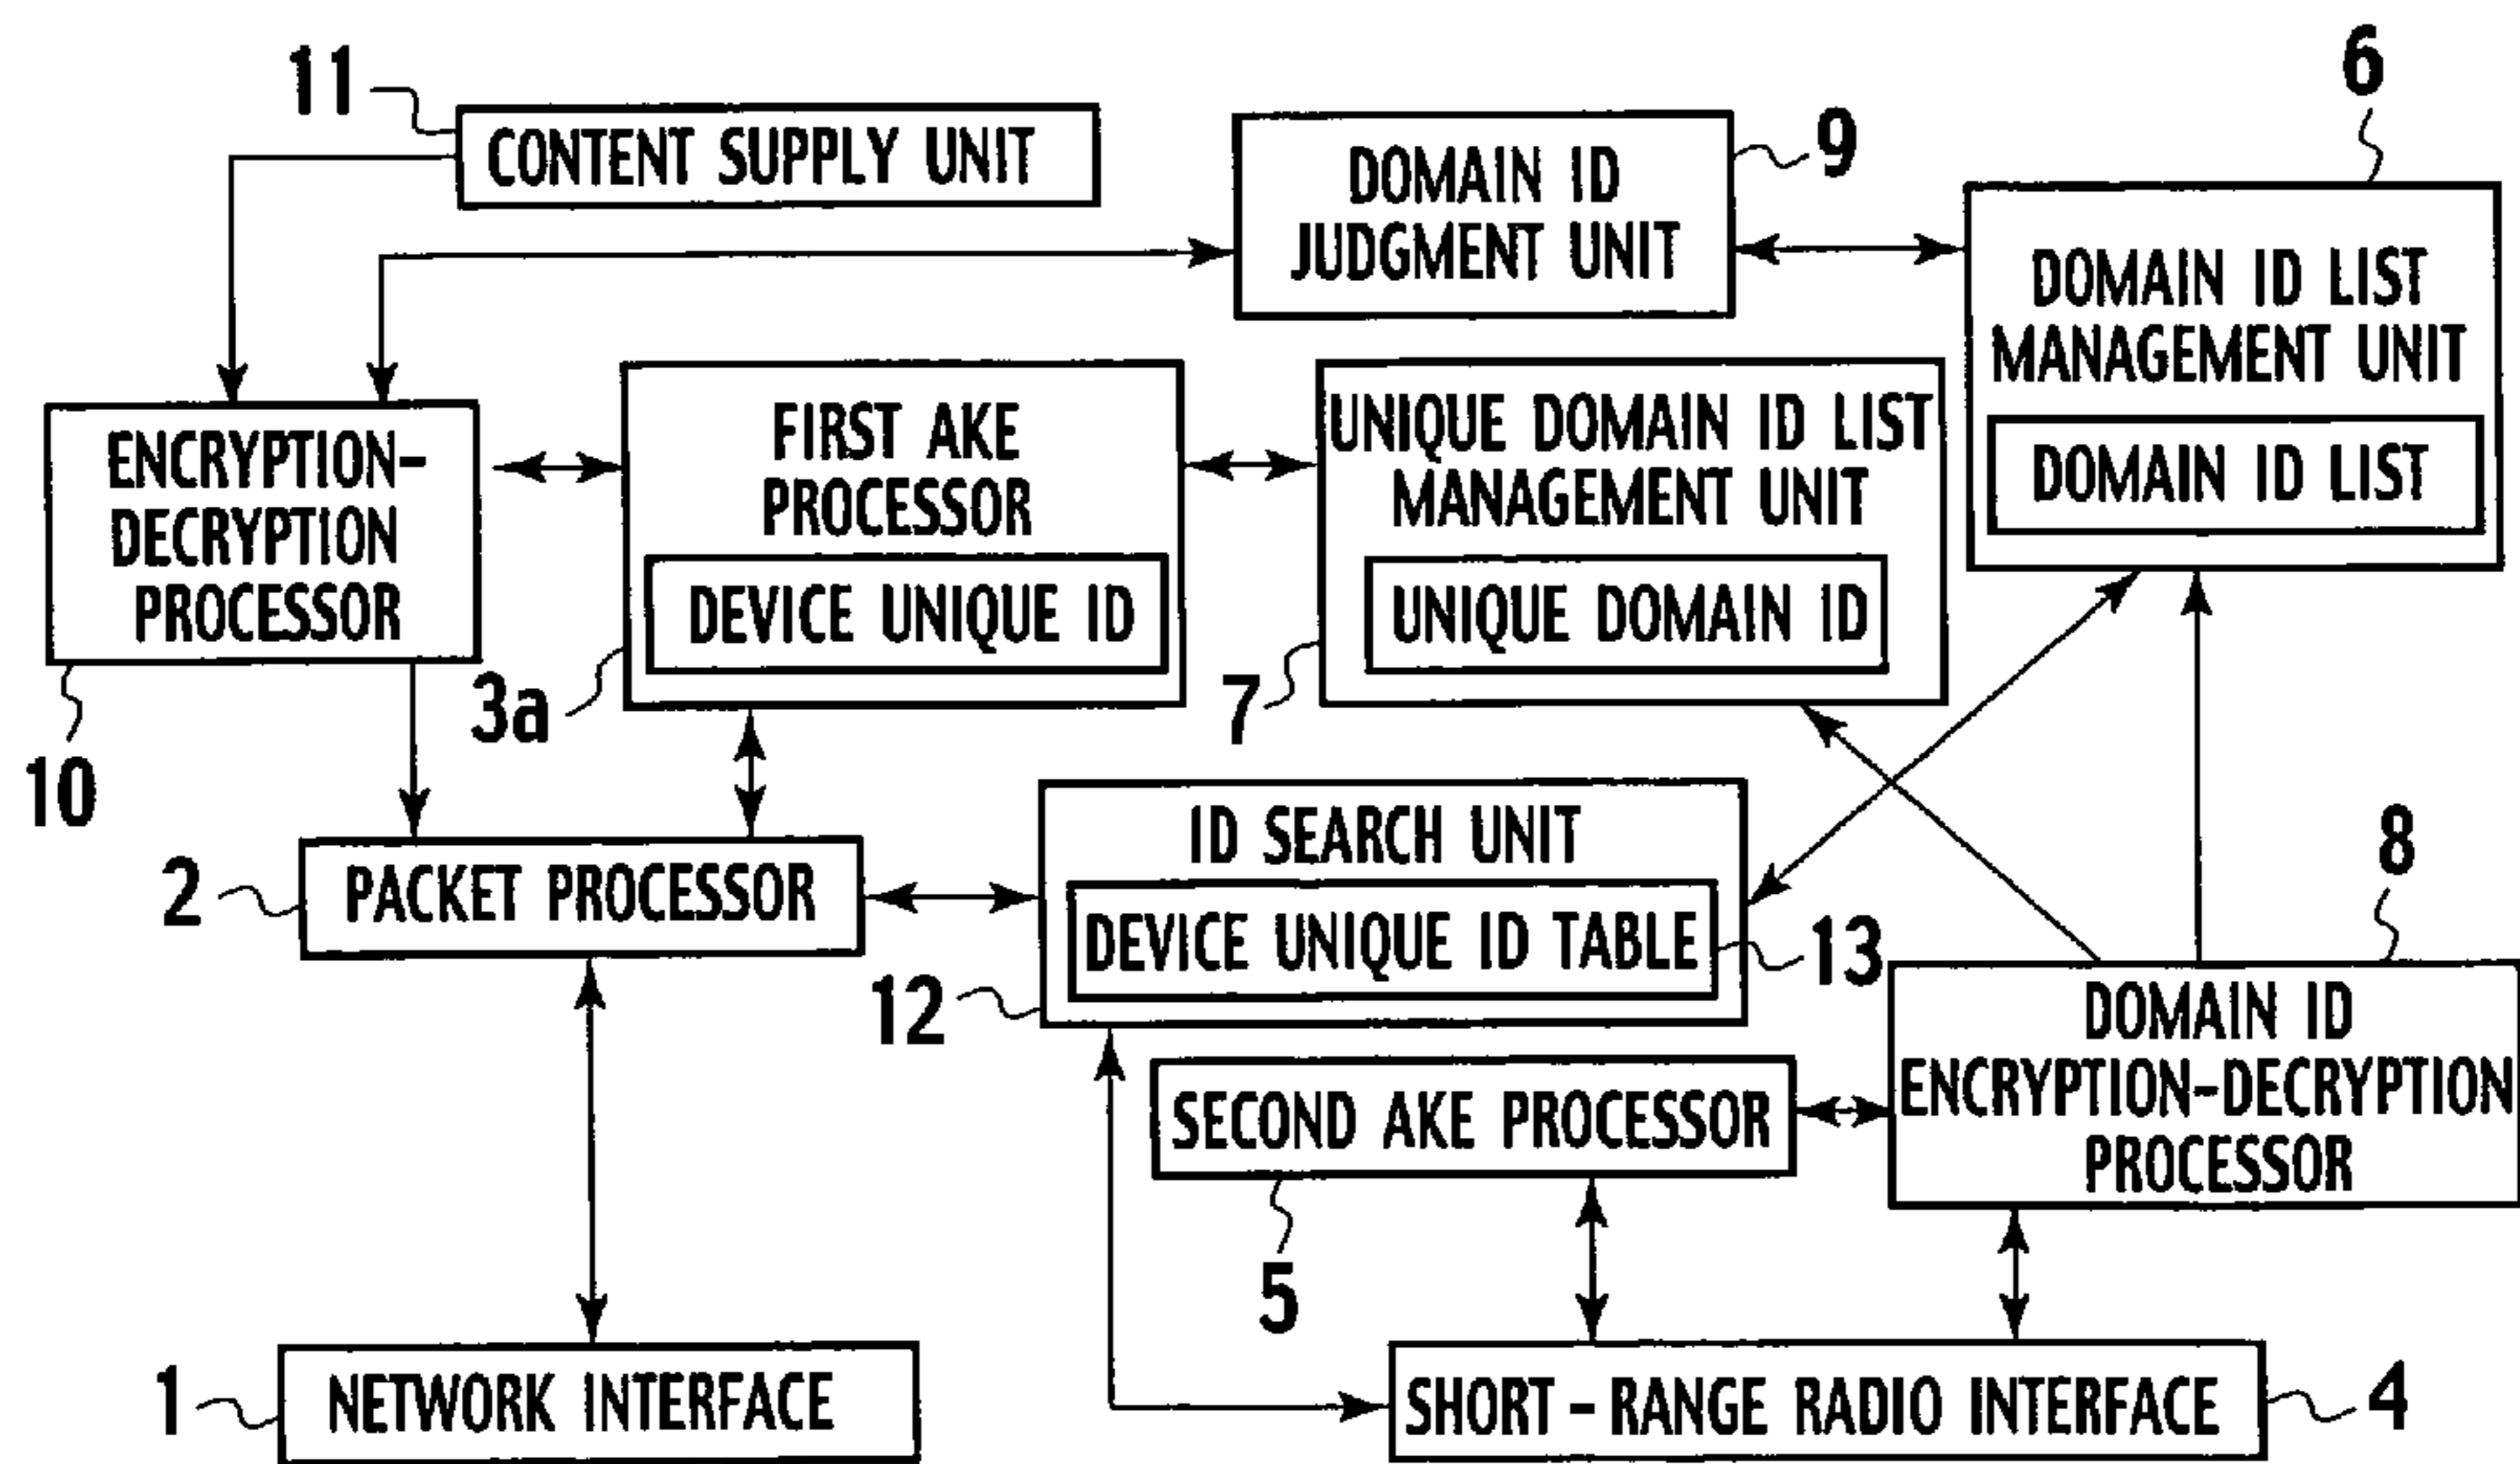 11
CONTENT SUPPLY UNIT
DOMAIN ID
JUDGMENT UNIT
9
6
DOMAIN ID LIST
MANAGEMENT UNIT
DOMAIN ID LIST
ENCRYPTION-
DECRYPTION
PROCESSOR
10
FIRST AKE
PROCESSOR
DEVICE UNIQUE ID
3a
UNIQUE DOMAIN ID LIST
MANAGEMENT UNIT
UNIQUE DOMAIN ID
7
2
PACKET PROCESSOR
ID SEARCH UNIT
DEVICE UNIQUE ID TABLE
13
12
8
DOMAIN ID
ENCRYPTION-DECRYPTION
PROCESSOR
SECOND AKE PROCESSOR
5
1
NETWORK INTERFACE
SHORT-RANGE RADIO INTERFACE
4